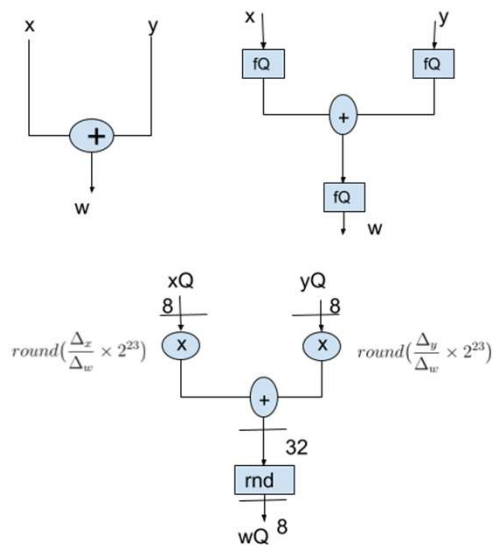 x y
+
w
x y
fQ fQ
+
fQ
w
xQ yQ
8 8
round(Δx/Δw × 2^23) x x round(Δy/Δw × 2^23)
+
32
rnd
8
wQ